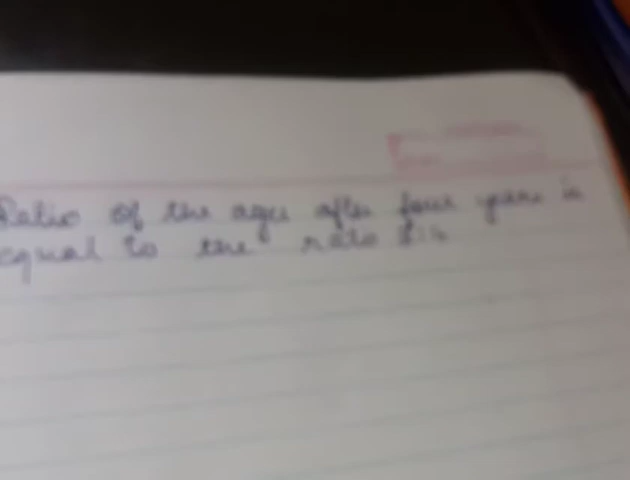 Ratio of the ages after four years is
equal to the ratio